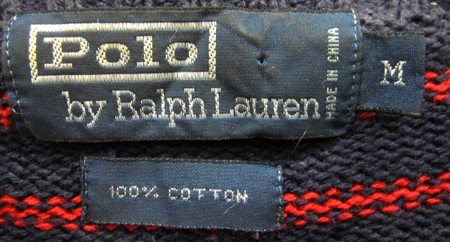 Polo
by Ralph Lauren
MADE IN CHINA
M
100% COTTON